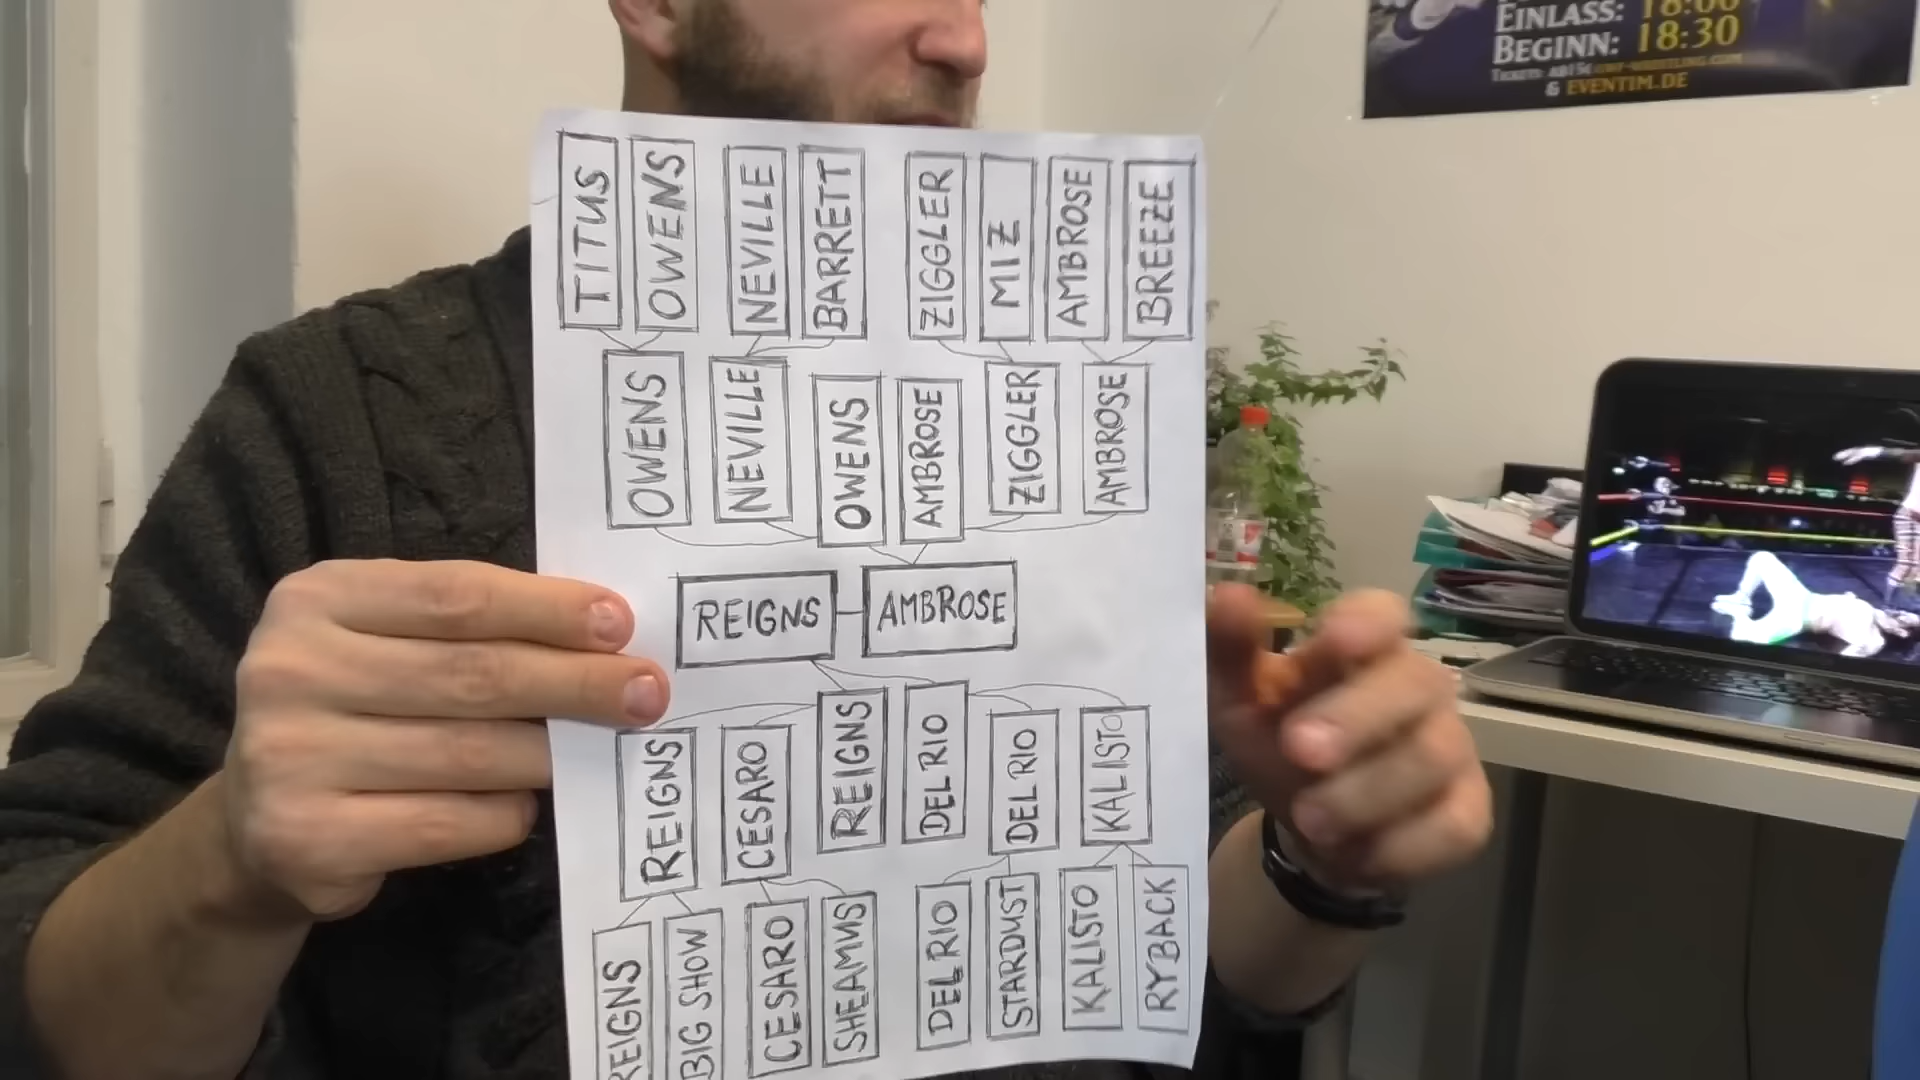 EINLASS: 18:00
BEGINN: 18:30
& EVENTIM.DE
TITUS
OWENS
NEVILLE
BARRETT
ZIGGLER
MIZ
AMBROSE
BREEZE
OWENS
NEVILLE
OWENS
AMBROSE
ZIGGLER
AMBROSE
REIGNS
AMBROSE
REIGNS
CESARO
REIGNS
DEL RIO
DEL RIO
KALISTO
REIGNS
BIG SHOW
CESARO
SHEAMUS
DEL RIO
STARDUST
KALISTO
RYBACK